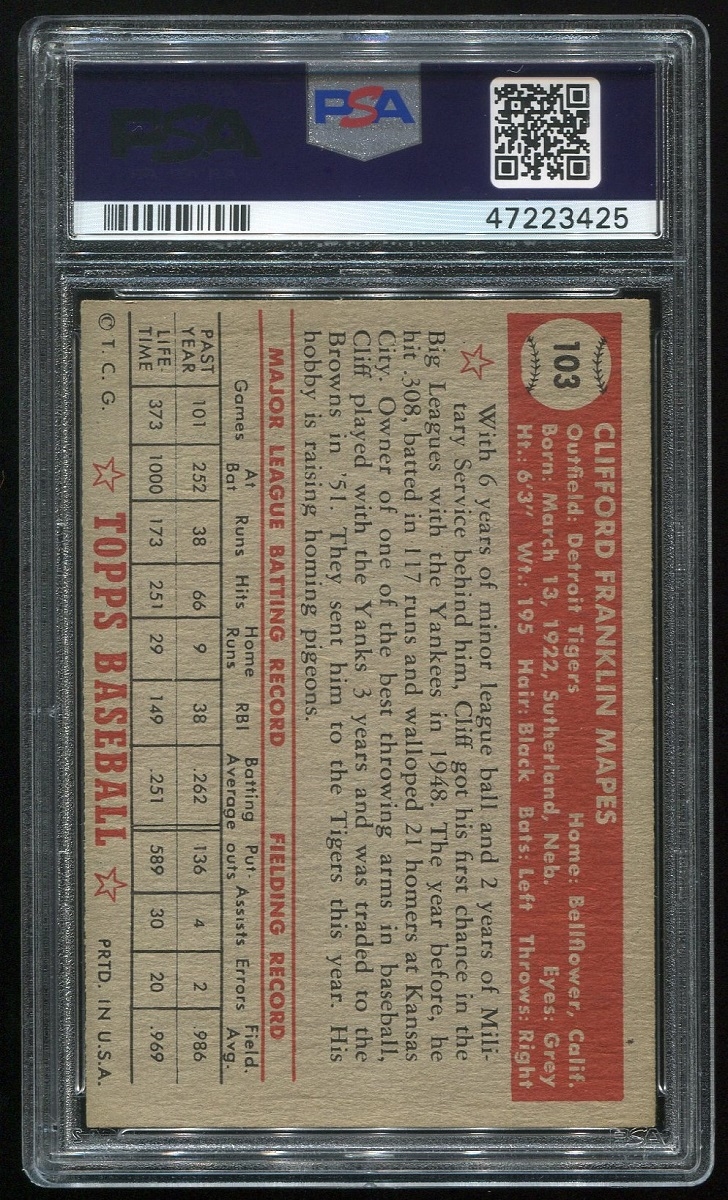 PSA
PSA
47223425
103
CLIFFORD FRANKLIN MAPES
Outfield: Detroit Tigers Home: Bellflower, Calif.
Born: March 13, 1922, Sutherland, Neb. Eyes: Grey
Ht.: 6'3" Wt.: 195 Hair: Black Bats: Left Throws: Right
With 6 years of minor league ball and 2 years of Mili-
tary Service behind him, Cliff got his first chance in the
Big Leagues with the Yankees in 1948. The year before, he
hit .308, batted in 117 runs and walloped 21 homers at Kansas
City. Owner of one of the best throwing arms in baseball,
Cliff played with the Yanks 3 years and was traded to the
Browns in '51. They sent him to the Tigers this year. His
hobby is raising homing pigeons.
MAJOR LEAGUE BATTING RECORD FIELDING RECORD
Games At Bat Runs Hits Home Runs RBI Batting Average Put-outs Assists Errors Field. Avg.
PAST YEAR 101 252 38 66 9 38 .262 136 4 2 .986
LIFE-TIME 373 1000 173 251 29 149 .251 589 30 20 .969
© T. C. G. TOPPS BASEBALL PRTD. IN U.S.A.
PSA